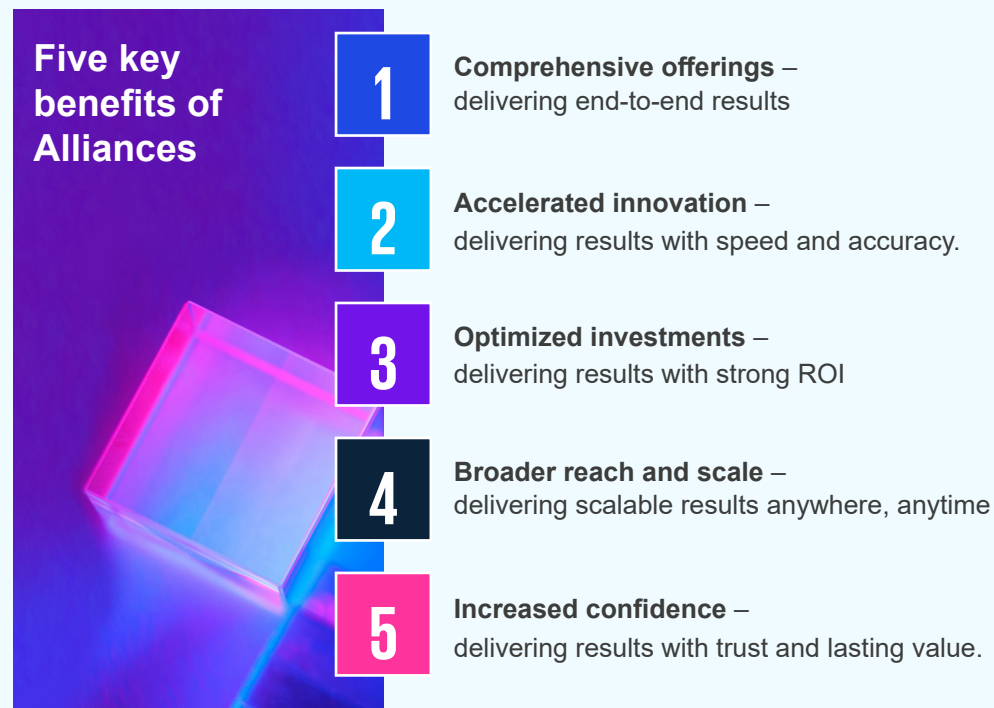 Five key
benefits of
Alliances
1
Comprehensive offerings –
delivering end-to-end results
2
Accelerated innovation –
delivering results with speed and accuracy.
3
Optimized investments –
delivering results with strong ROI
4
Broader reach and scale –
delivering scalable results anywhere, anytime
5
Increased confidence –
delivering results with trust and lasting value.